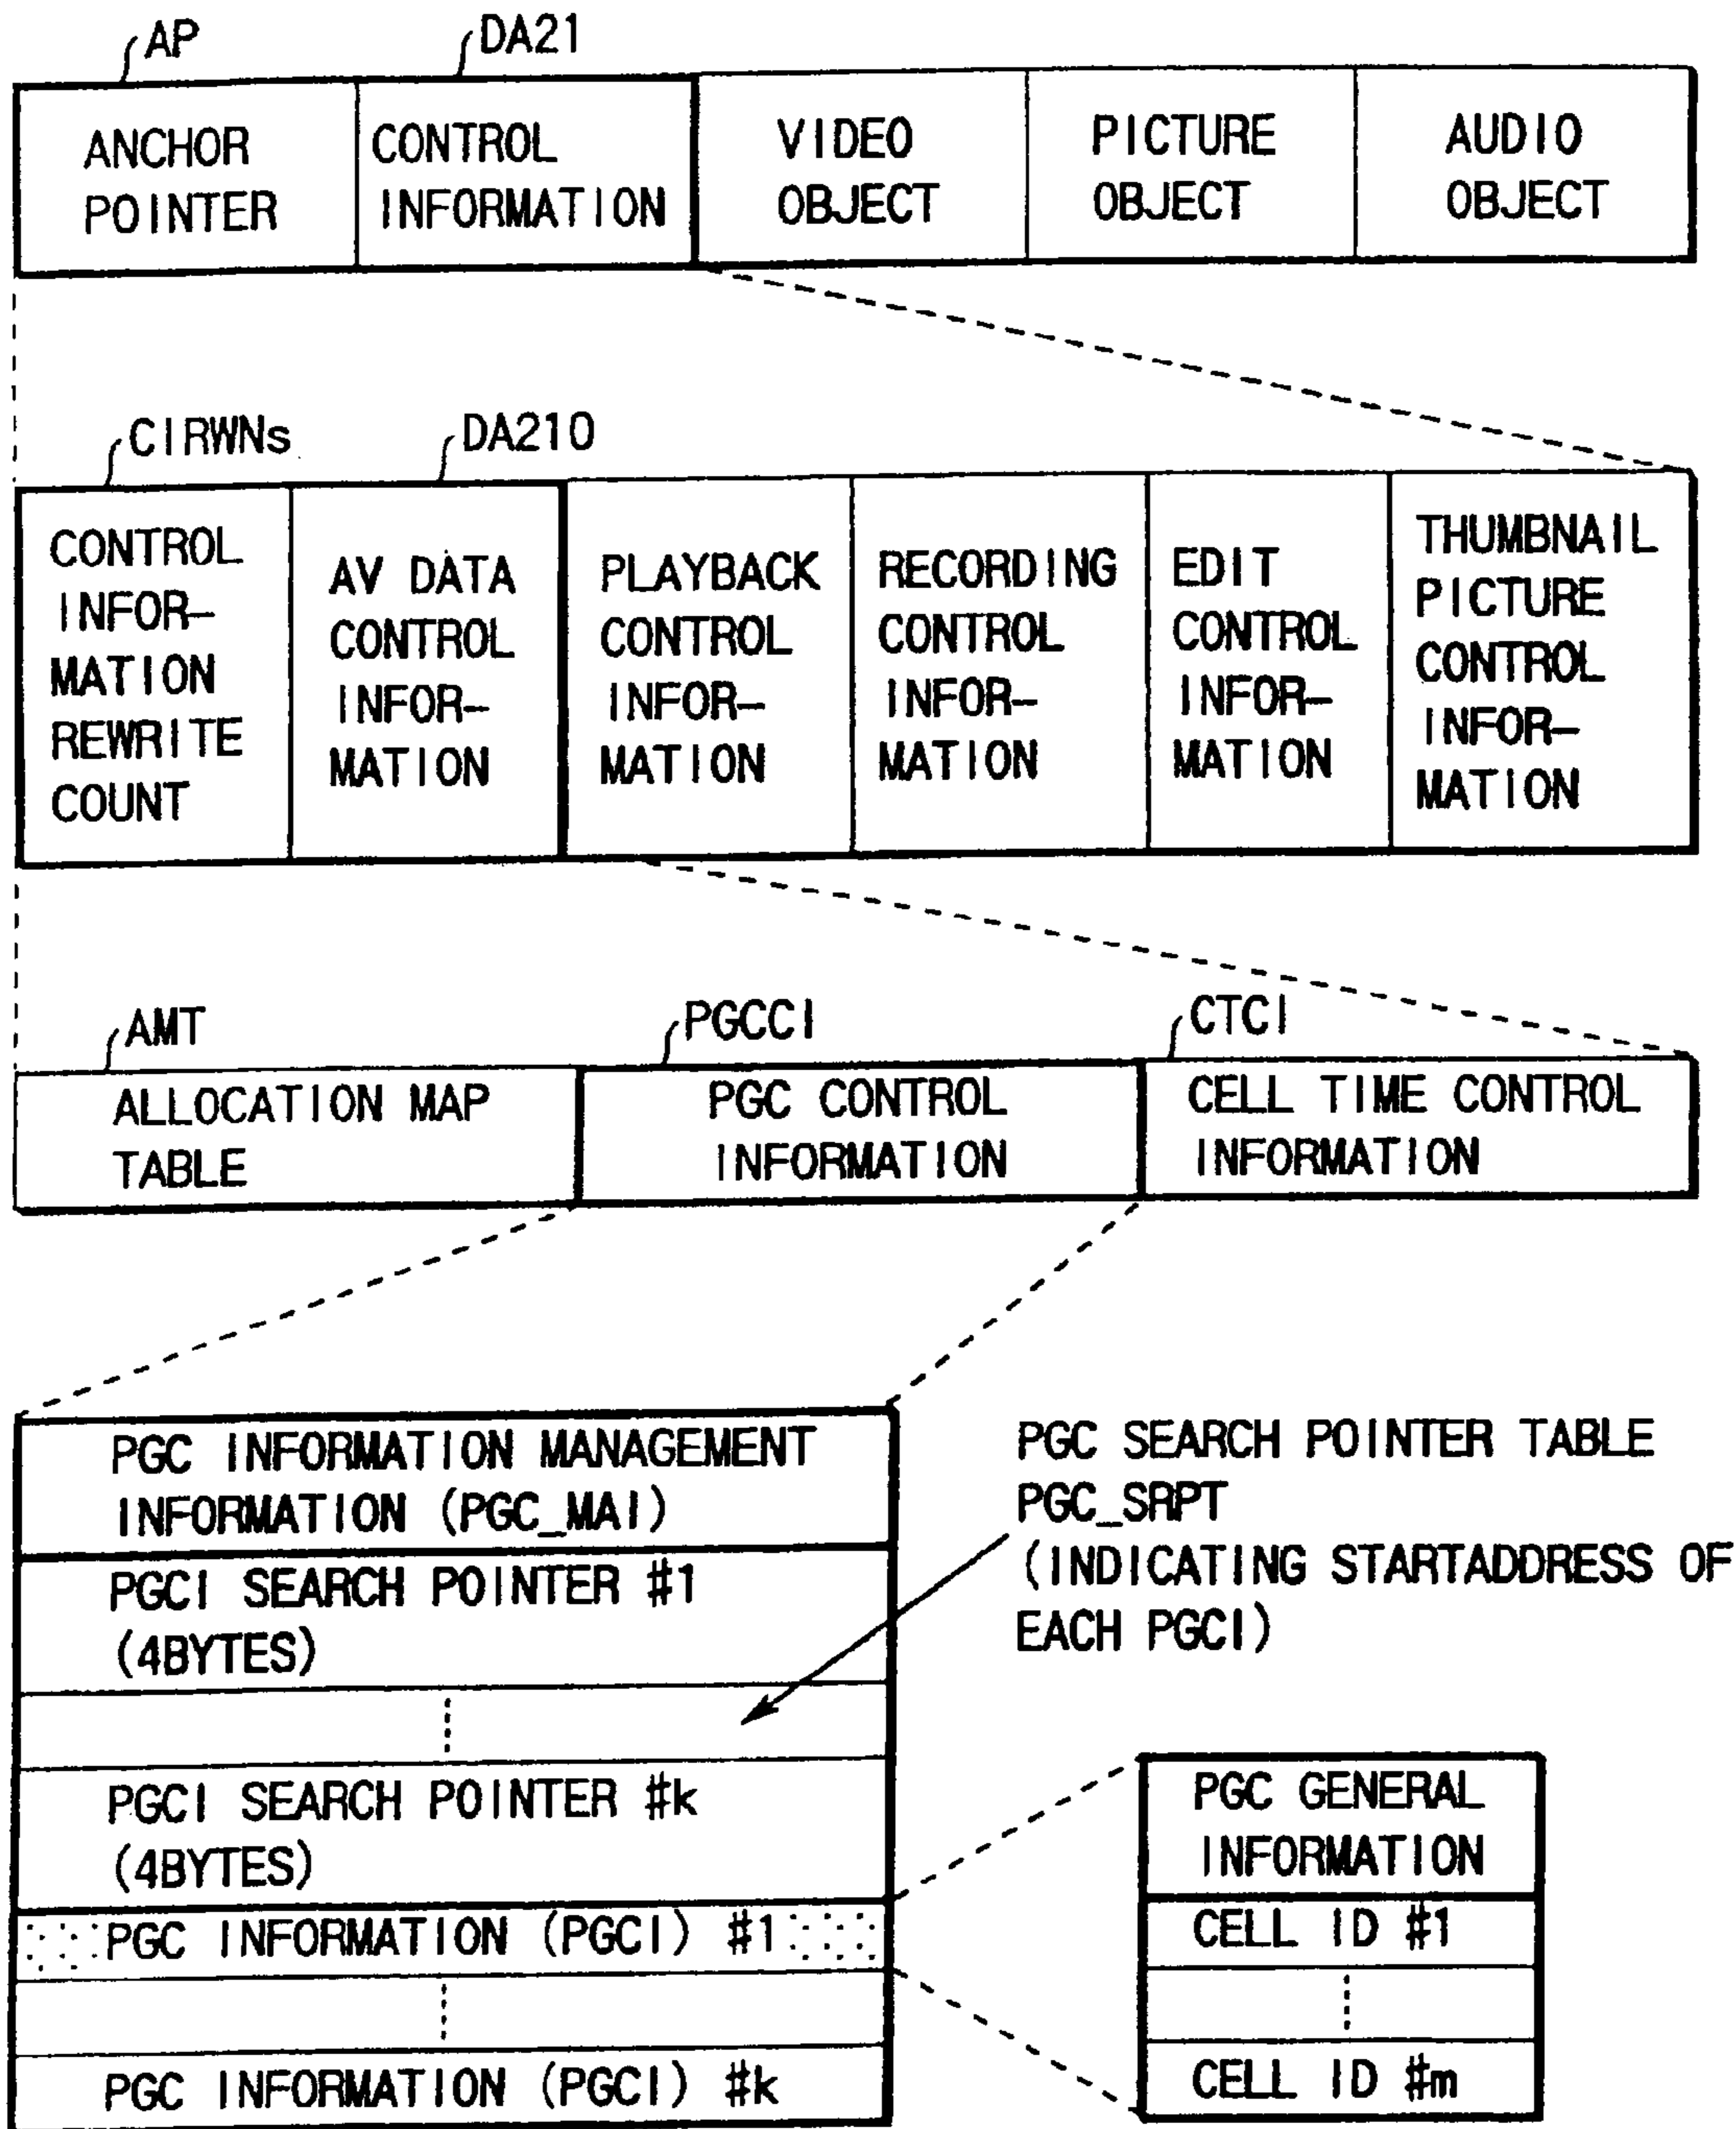 AP
DA21
ANCHOR
POINTER
CONTROL
INFORMATION
VIDEO
OBJECT
PICTURE
OBJECT
AUDIO
OBJECT
CIRWNs
DA210
CONTROL
INFOR-
MATION
REWRITE
COUNT
AV DATA
CONTROL
INFOR-
MATION
PLAYBACK
CONTROL
INFOR-
MATION
RECORDING
CONTROL
INFOR-
MATION
EDIT
CONTROL
INFOR-
MATION
THUMBNAIL
PICTURE
CONTROL
INFOR-
MATION
AMT
PGCCI
CTCI
ALLOCATION MAP
TABLE
PGC CONTROL
INFORMATION
CELL TIME CONTROL
INFORMATION
PGC INFORMATION MANAGEMENT
INFORMATION (PGC_MAI)
PGCI SEARCH POINTER #1
(4BYTES)
PGCI SEARCH POINTER #k
(4BYTES)
PGC INFORMATION (PGCI) #1
PGC INFORMATION (PGCI) #k
PGC SEARCH POINTER TABLE
PGC_SRPT
(INDICATING STARTADDRESS OF
EACH PGCI)
PGC GENERAL
INFORMATION
CELL ID #1
CELL ID #m